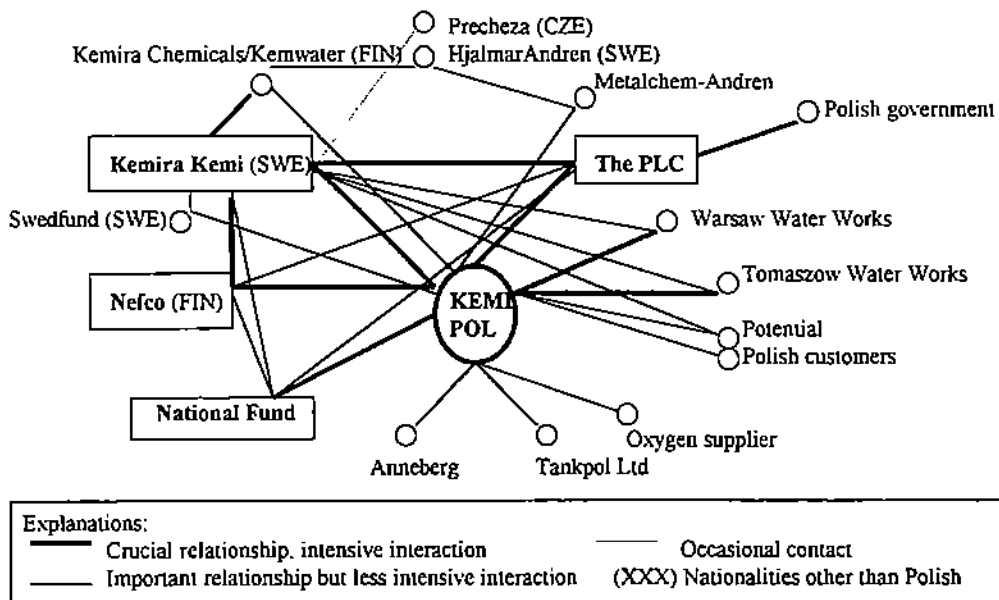 Precheza (CZE)
Kemira Chemicals/Kemwater (FIN)
HjalmarAndren (SWE)
Metalchem-Andren
Polish government
Kemira Kemi (SWE)
The PLC
Swedfund (SWE)
Warsaw Water Works
Tomaszow Water Works
Nefco (FIN)
KEMI
POL
Potential
Polish customers
National Fund
Oxygen supplier
Anneberg
Tankpol Ltd
Explanations:
Crucial relationship, intensive interaction
Occasional contact
Important relationship but less intensive interaction
(XXX) Nationalities other than Polish